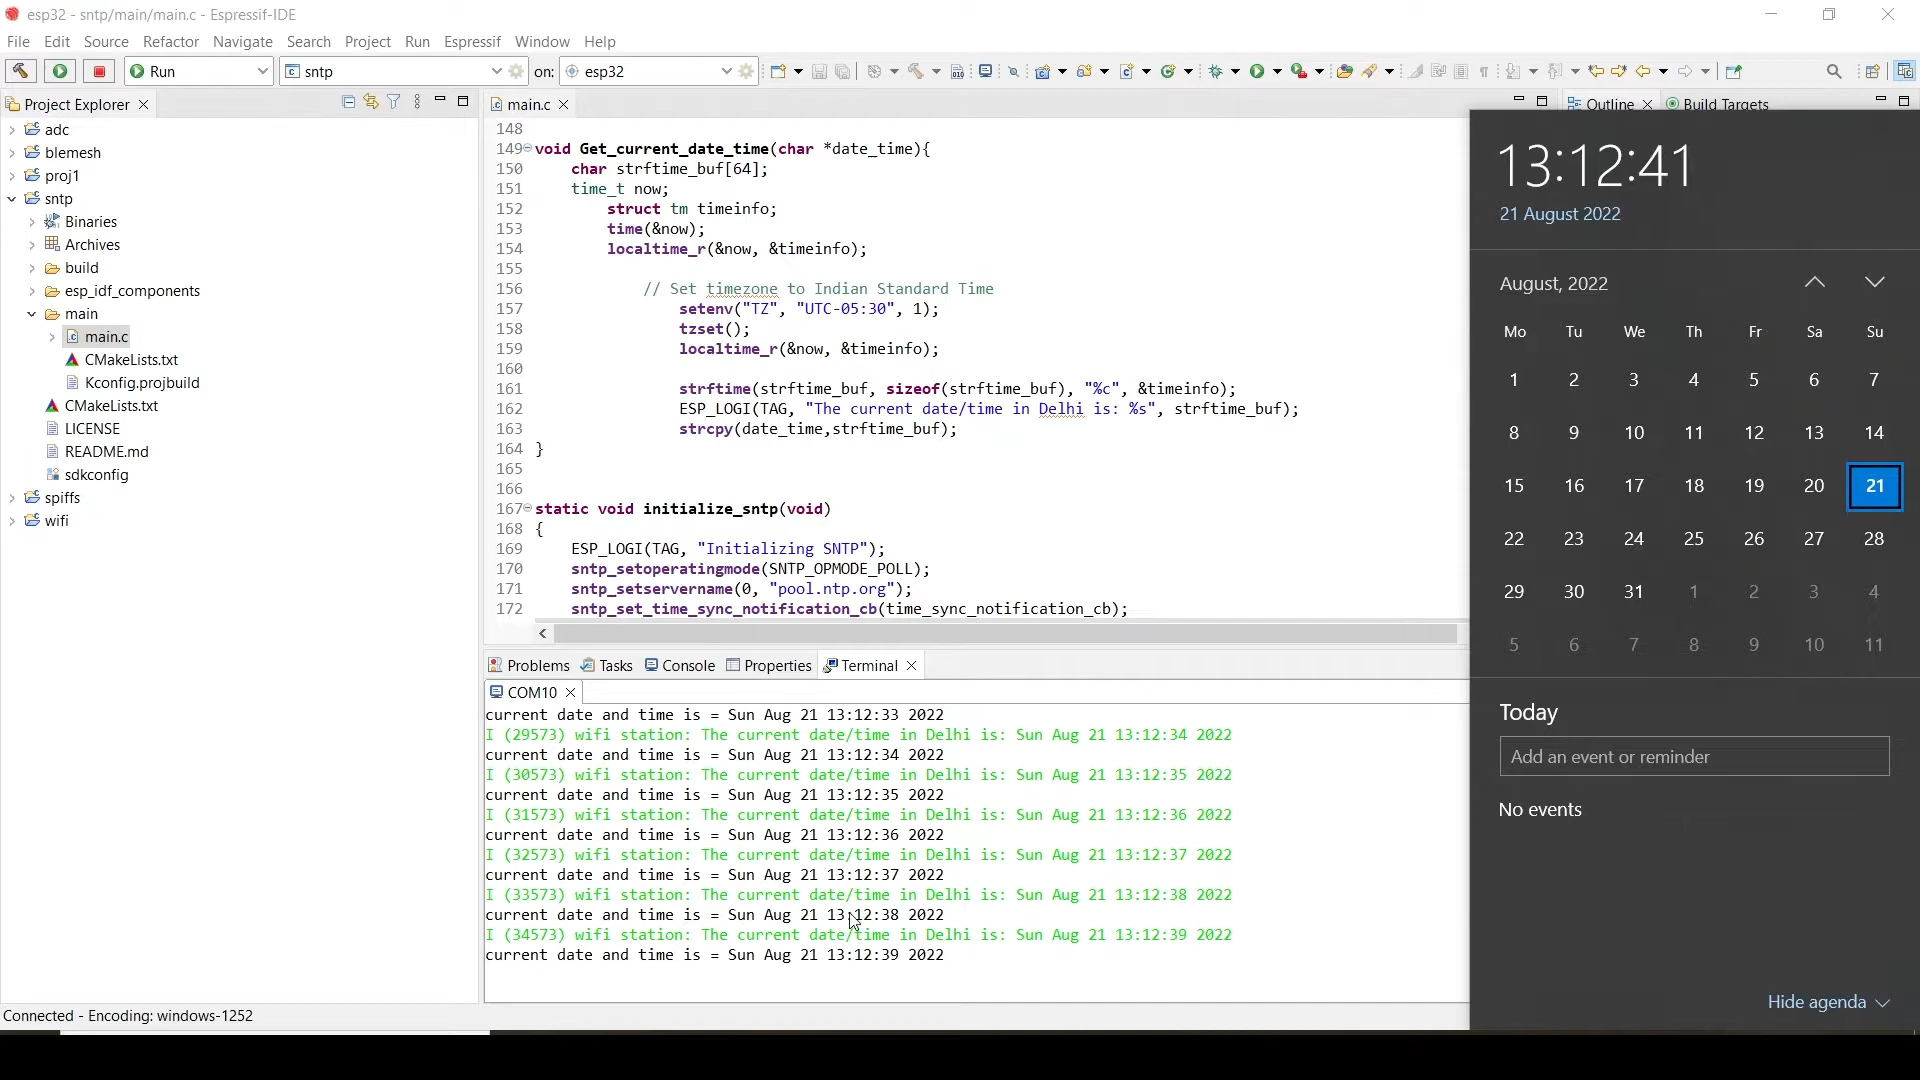 esp32 - sntp/main/main.c - Espressif-IDE
File Edit Source Refactor Navigate Search Project Run Espressif Window Help
Run sntp on: esp32
Project Explorer
adc
blemesh
proj1
sntp
Binaries
Archives
build
esp_idf_components
main
main.c
CMakeLists.txt
Kconfig.projbuild
CMakeLists.txt
LICENSE
README.md
sdkconfig
spiffs
wifi
main.c
148
149 void Get_current_date_time(char *date_time){
150 char strftime_buf[64];
151 time_t now;
152 struct tm timeinfo;
153 time(&now);
154 localtime_r(&now, &timeinfo);
155
156 // Set timezone to Indian Standard Time
157 setenv("TZ", "UTC-05:30", 1);
158 tzset();
159 localtime_r(&now, &timeinfo);
160
161 strftime(strftime_buf, sizeof(strftime_buf), "%c", &timeinfo);
162 ESP_LOGI(TAG, "The current date/time in Delhi is: %s", strftime_buf);
163 strcpy(date_time,strftime_buf);
164 }
165
166
167 static void initialize_sntp(void)
168 {
169 ESP_LOGI(TAG, "Initializing SNTP");
170 sntp_setoperatingmode(SNTP_OPMODE_POLL);
171 sntp_setservername(0, "pool.ntp.org");
172 sntp_set_time_sync_notification_cb(time_sync_notification_cb);
Problems Tasks Console Properties Terminal
COM10
current date and time is = Sun Aug 21 13:12:33 2022
I (29573) wifi station: The current date/time in Delhi is: Sun Aug 21 13:12:34 2022
current date and time is = Sun Aug 21 13:12:34 2022
I (30573) wifi station: The current date/time in Delhi is: Sun Aug 21 13:12:35 2022
current date and time is = Sun Aug 21 13:12:35 2022
I (31573) wifi station: The current date/time in Delhi is: Sun Aug 21 13:12:36 2022
current date and time is = Sun Aug 21 13:12:36 2022
I (32573) wifi station: The current date/time in Delhi is: Sun Aug 21 13:12:37 2022
current date and time is = Sun Aug 21 13:12:37 2022
I (33573) wifi station: The current date/time in Delhi is: Sun Aug 21 13:12:38 2022
current date and time is = Sun Aug 21 13:12:38 2022
I (34573) wifi station: The current date/time in Delhi is: Sun Aug 21 13:12:39 2022
current date and time is = Sun Aug 21 13:12:39 2022
Connected - Encoding: windows-1252
Outline Build Targets
13:12:41
21 August 2022
August, 2022
Mo Tu We Th Fr Sa Su
1 2 3 4 5 6 7
8 9 10 11 12 13 14
15 16 17 18 19 20 21
22 23 24 25 26 27 28
29 30 31 1 2 3 4
5 6 7 8 9 10 11
Today
Add an event or reminder
No events
Hide agenda